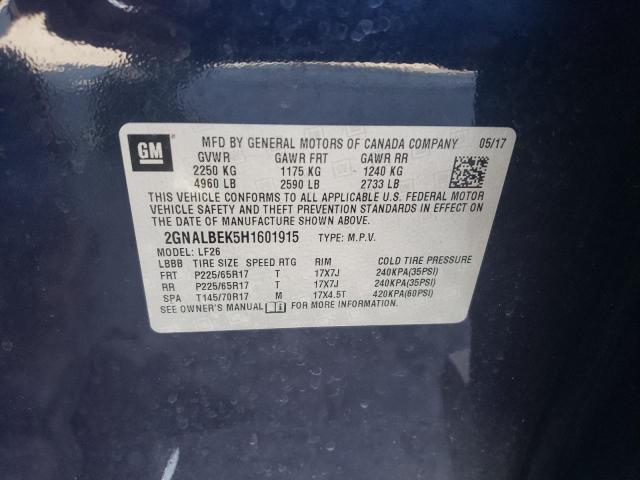 GM
MFD BY GENERAL MOTORS OF CANADA COMPANY 05/17
GVWR GAWR FRT GAWR RR
2250 KG 1175 KG 1240 KG
4960 LB 2590 LB 2733 LB
THIS VEHICLE CONFORMS TO ALL APPLICABLE U.S. FEDERAL MOTOR
VEHICLE SAFETY AND THEFT PREVENTION STANDARDS IN EFFECT ON
THE DATE OF MANUFACTURE SHOWN ABOVE.
2GNALBEK5H1601915 TYPE: M.P.V.
MODEL: LF26
LBBB TIRE SIZE SPEED RTG RIM COLD TIRE PRESSURE
FRT P225/65R17 T 17X7J 240KPA(35PSI)
RR P225/65R17 T 17X7J 240KPA(35PSI)
SPA T145/70R17 M 17X4.5T 420KPA(60PSI)
SEE OWNER'S MANUAL FOR MORE INFORMATION